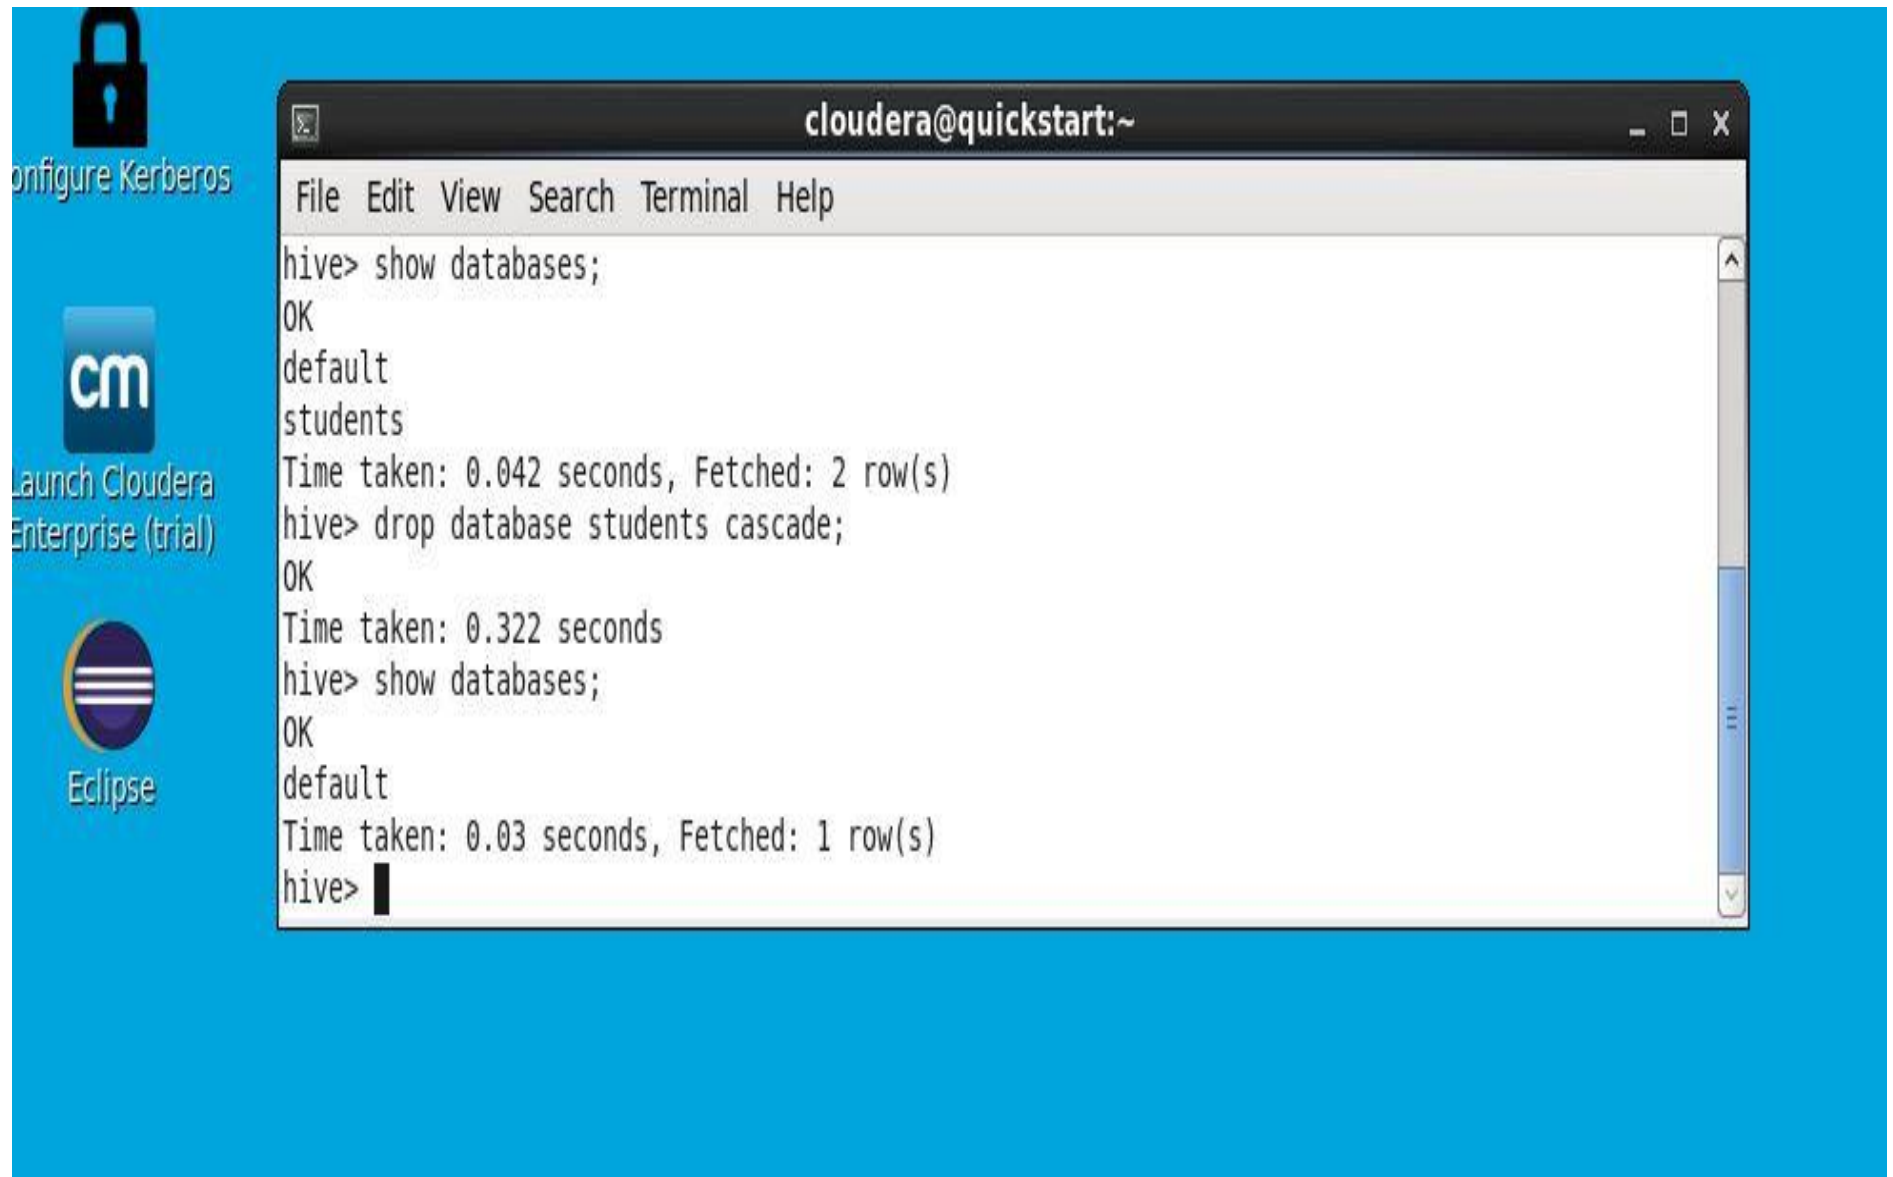 onfigure Kerberos
cm
Launch Cloudera
Enterprise (trial)
Eclipse
cloudera@quickstart:~
File Edit View Search Terminal Help
hive> show databases;
OK
default
students
Time taken: 0.042 seconds, Fetched: 2 row(s)
hive> drop database students cascade;
OK
Time taken: 0.322 seconds
hive> show databases;
OK
default
Time taken: 0.03 seconds, Fetched: 1 row(s)
hive>